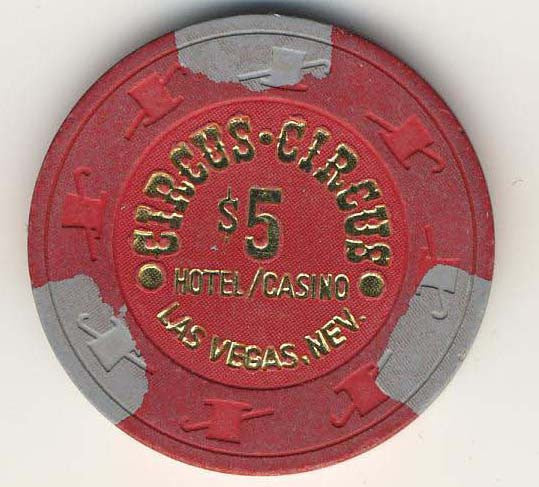 CIRCUS·CIRCUS
$5
HOTEL/CASINO
LAS VEGAS, NEV.